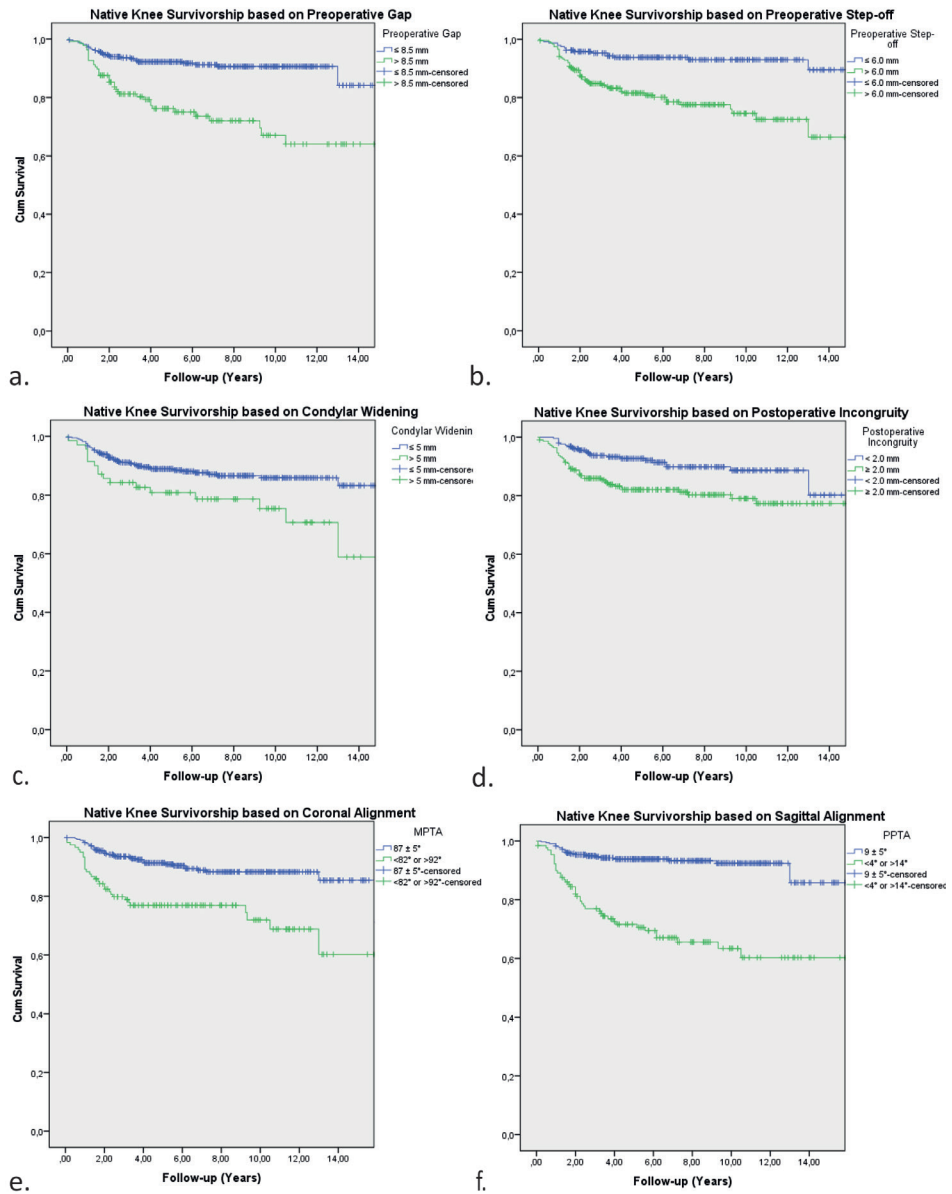 Native Knee Survivorship based on Preoperative Gap
Preoperative Gap
≤ 8.5 mm
> 8.5 mm
≤ 8.5 mm-censored
> 8.5 mm-censored
1,0
0,8
0,6
0,4
0,2
0,0
Cum Survival
,00 2,00 4,00 6,00 8,00 10,00 12,00 14,00
Follow-up (Years)
a.
Native Knee Survivorship based on Preoperative Step-off
Preoperative Step-
off
≤ 6.0 mm
> 6.0 mm
≤ 6.0 mm-censored
> 6.0 mm-censored
1,0
0,8
0,6
0,4
0,2
0,0
Cum Survival
,00 2,00 4,00 6,00 8,00 10,00 12,00 14,00
Follow-up (Years)
b.
Native Knee Survivorship based on Condylar Widening
Condylar Widenin
≤ 5 mm
> 5 mm
≤ 5 mm-censored
> 5 mm-censored
1,0
0,8
0,6
0,4
0,2
0,0
Cum Survival
,00 2,00 4,00 6,00 8,00 10,00 12,00 14,00
Follow-up (Years)
c.
Native Knee Survivorship based on Postoperative Incongruity
Postoperative
Incongruity
< 2.0 mm
≥ 2.0 mm
< 2.0 mm-censored
≥ 2.0 mm-censored
1,0
0,8
0,6
0,4
0,2
0,0
Cum Survival
,00 2,00 4,00 6,00 8,00 10,00 12,00 14,00
Follow-up (Years)
d.
Native Knee Survivorship based on Coronal Alignment
MPTA
87 ± 5°
<82° or >92°
87 ± 5°-censored
<82° or >92°-censored
1,0
0,8
0,6
0,4
0,2
0,0
Cum Survival
,00 2,00 4,00 6,00 8,00 10,00 12,00 14,00
Follow-up (Years)
e.
Native Knee Survivorship based on Sagittal Alignment
PPTA
9 ± 5°
<4° or >14°
9 ± 5°-censored
<4° or >14°-censored
1,0
0,8
0,6
0,4
0,2
0,0
Cum Survival
,00 2,00 4,00 6,00 8,00 10,00 12,00 14,00
Follow-up (Years)
f.